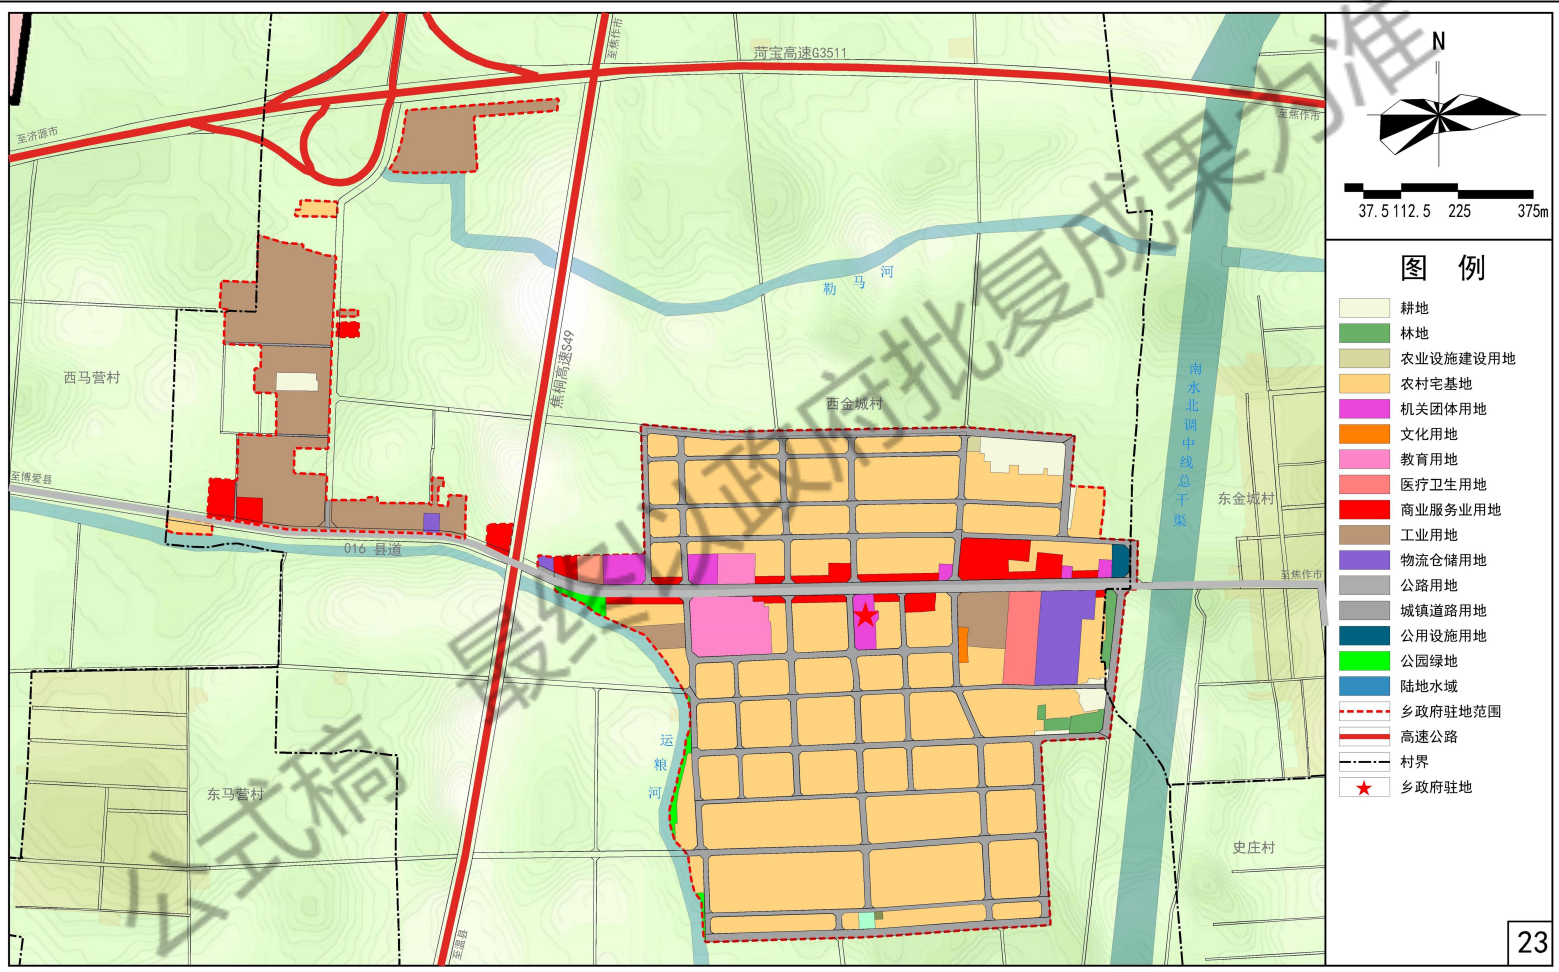 菏宝高速G3511
至焦作市
至济源市
至焦作市
勒马河
焦桐高速S49
西马营村
西金城村
南水北调中线总干渠
东金城村
至博爱县
016 县道
至焦作市
运粮河
东马营村
史庄村
至温县
公式稿 最终以政府批复成果为准
N
37.5 112.5 225 375m
图 例
耕地
林地
农业设施建设用地
农村宅基地
机关团体用地
文化用地
教育用地
医疗卫生用地
商业服务业用地
工业用地
物流仓储用地
公路用地
城镇道路用地
公用设施用地
公园绿地
陆地水域
乡政府驻地范围
高速公路
村界
乡政府驻地
23